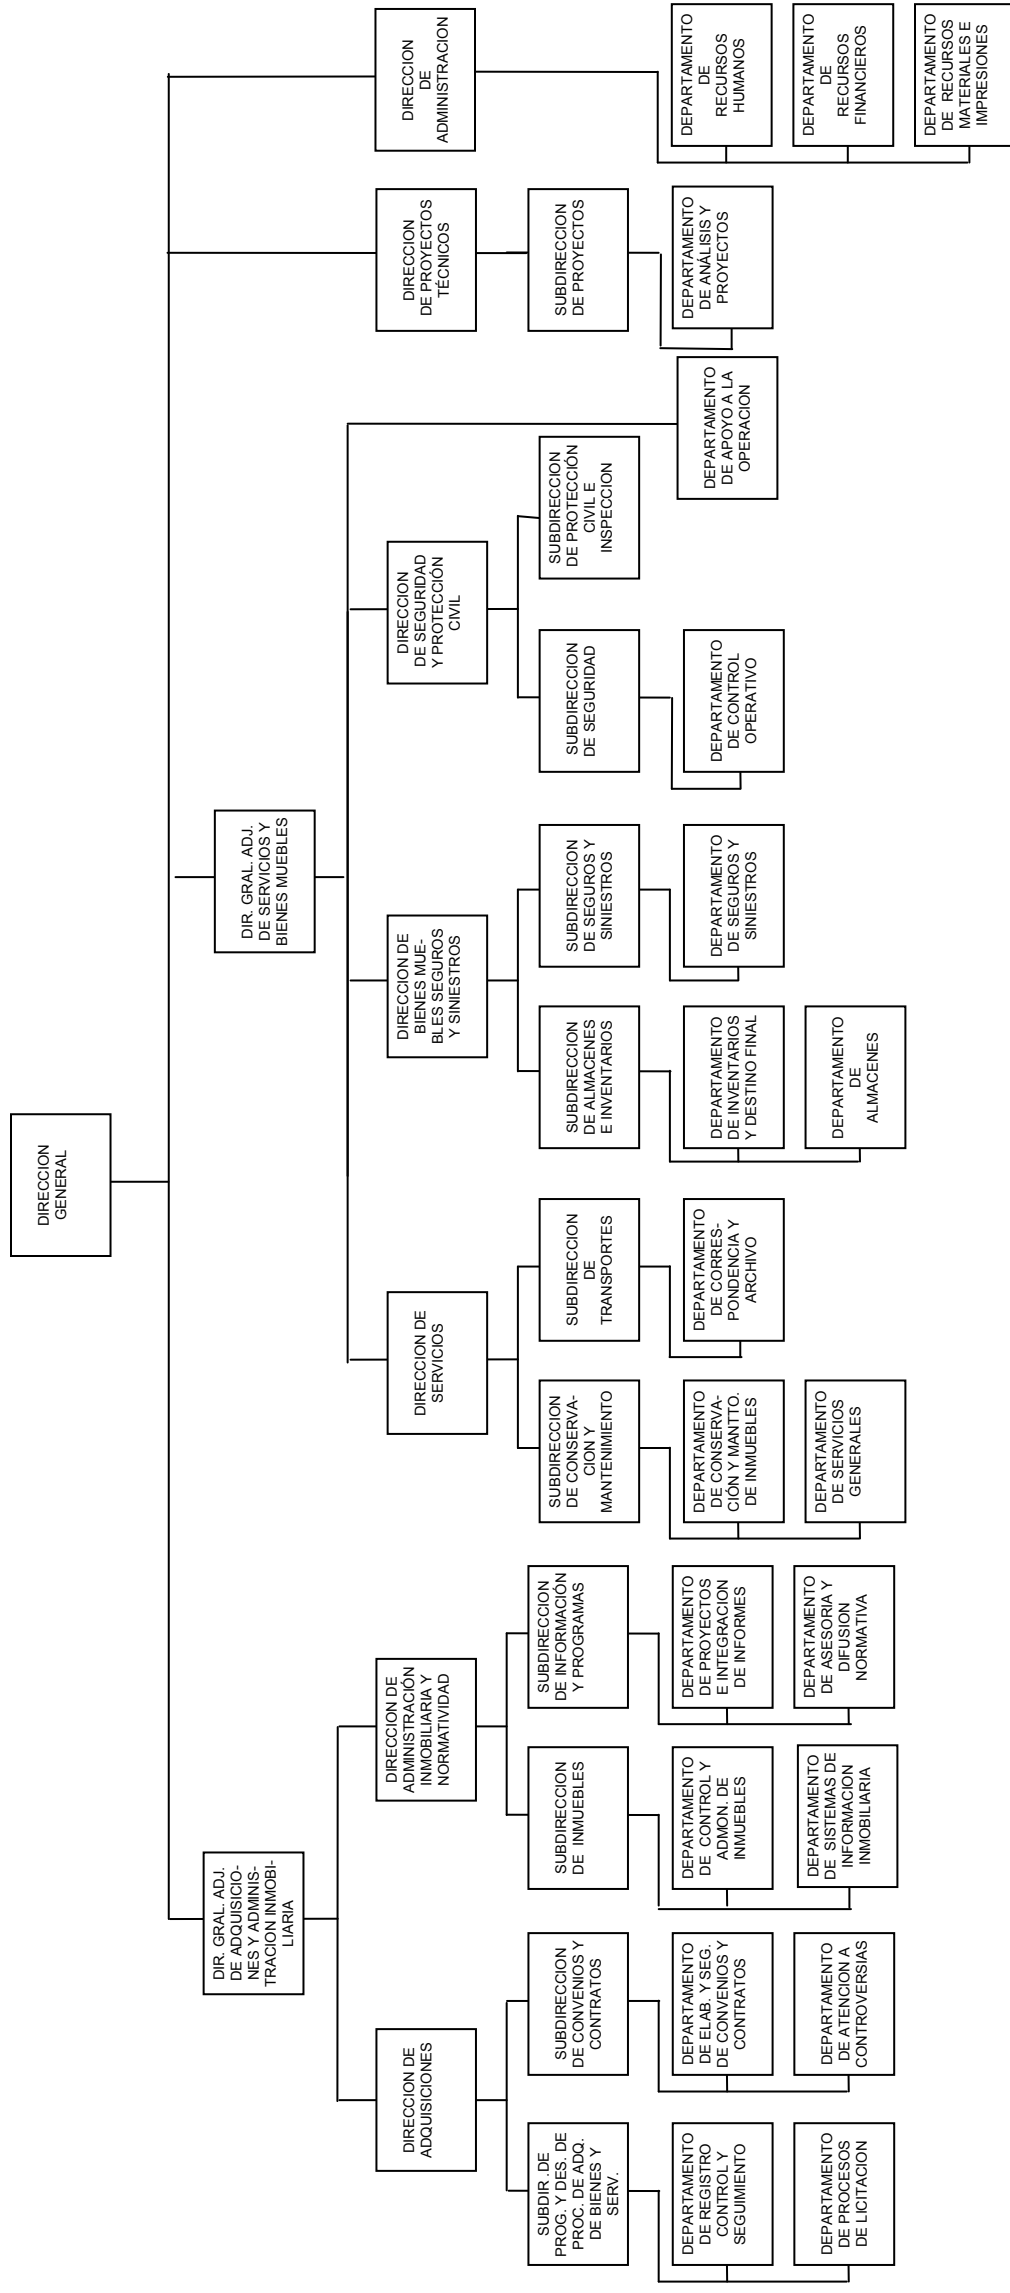 DIRECCION
GENERAL
DIR. GRAL. ADJ.
DE ADQUISICIO-
NES Y ADMINIS-
TRACION INMOBI-
LIARIA
DIR. GRAL. ADJ.
DE SERVICIOS Y
BIENES MUEBLES
DIRECCION DE
ADQUISICIONES
DIRECCION DE
ADMINISTRACIÓN
INMOBILIARIA Y
NORMATIVIDAD
DIRECCION DE
SERVICIOS
DIRECCION DE
BIENES MUE-
BLES SEGUROS
Y SINIESTROS
DIRECCION
DE SEGURIDAD
Y PROTECCIÓN
CIVIL
DIRECCION
DE PROYECTOS
TÉCNICOS
DIRECCION
DE
ADMINISTRACION
SUBDIR .DE
PROG. Y DES. DE
PROC. DE ADQ.
DE BIENES Y
SERV.
SUBDIRECCION
DE CONVENIOS Y
CONTRATOS
SUBDIRECCION
DE INMUEBLES
SUBDIRECCION
DE INFORMACIÓN
Y PROGRAMAS
SUBDIRECCION
DE CONSERVA-
CION Y
MANTENIMIENTO
SUBDIRECCION
DE
TRANSPORTES
SUBDIRECCION
DE ALMACENES
E INVENTARIOS
SUBDIRECCION
DE SEGUROS Y
SINIESTROS
SUBDIRECCION
DE SEGURIDAD
SUBDIRECCION
DE PROTECCIÓN
CIVIL E
INSPECCION
SUBDIRECCION
DE PROYECTOS
DEPARTAMENTO
DE REGISTRO
CONTROL Y
SEGUIMIENTO
DEPARTAMENTO
DE ELAB. Y SEG.
DE CONVENIOS Y
CONTRATOS
DEPARTAMENTO
DE CONTROL Y
ADMON. DE
INMUEBLES
DEPARTAMENTO
DE PROYECTOS
E INTEGRACION
DE INFORMES
DEPARTAMENTO
DE CONSERVA-
CIÓN Y MANTTO.
DE INMUEBLES
DEPARTAMENTO
DE CORRES-
PONDENCIA Y
ARCHIVO
DEPARTAMENTO
DE INVENTARIOS
Y DESTINO FINAL
DEPARTAMENTO
DE SEGUROS Y
SINIESTROS
DEPARTAMENTO
DE CONTROL
OPERATIVO
DEPARTAMENTO
DE APOYO A LA
OPERACION
DEPARTAMENTO
DE ANÁLISIS Y
PROYECTOS
DEPARTAMENTO
DE
RECURSOS
HUMANOS
DEPARTAMENTO
DE PROCESOS
DE LICITACION
DEPARTAMENTO
DE ATENCION A
CONTROVERSIAS
DEPARTAMENTO
DE SISTEMAS DE
INFORMACION
INMOBILIARIA
DEPARTAMENTO
DE ASESORIA Y
DIFUSION
NORMATIVA
DEPARTAMENTO
DE SERVICIOS
GENERALES
DEPARTAMENTO
DE
ALMACENES
DEPARTAMENTO
DE
RECURSOS
FINANCIEROS
DEPARTAMENTO
DE RECURSOS
MATERIALES E
IMPRESIONES